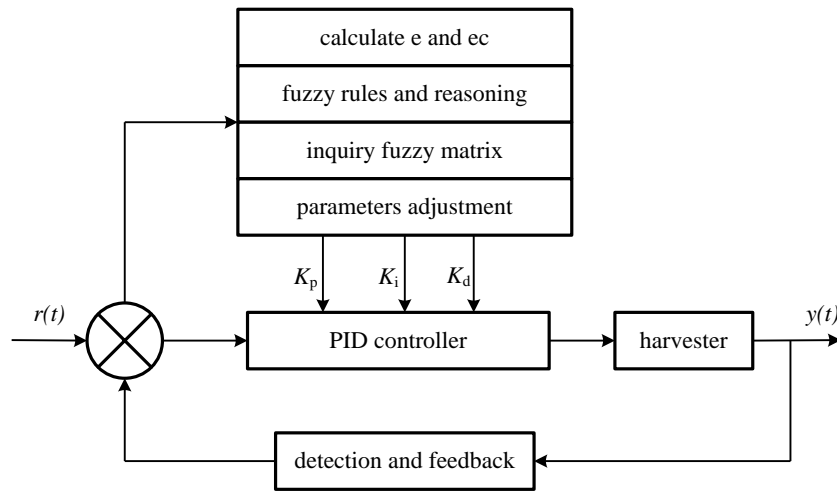 calculate e and ec
fuzzy rules and reasoning
inquiry fuzzy matrix
parameters adjustment
Kp
Ki
Kd
r(t)
PID controller
harvester
y(t)
detection and feedback